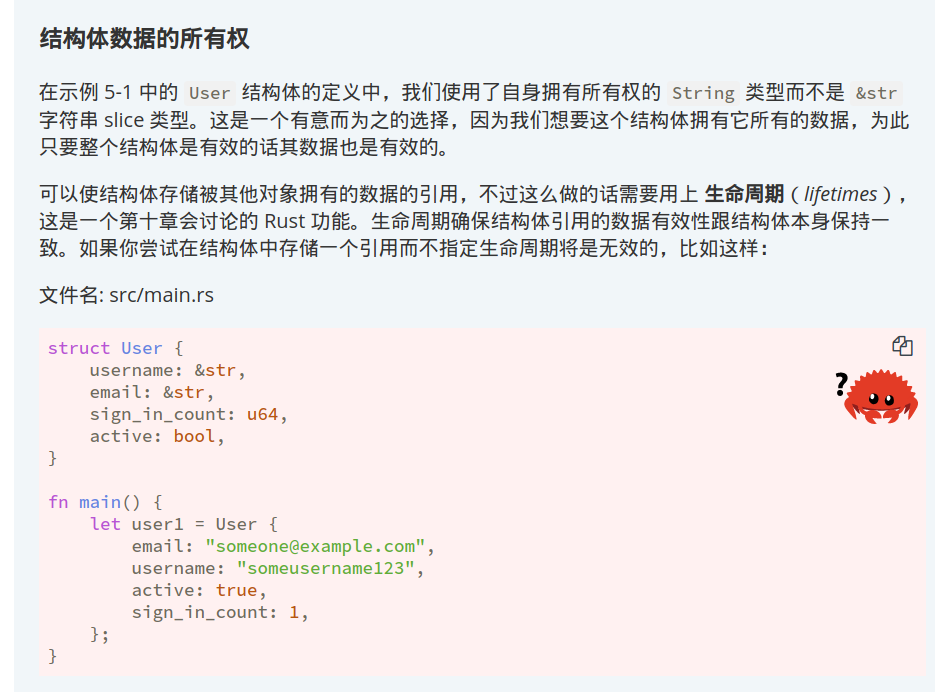 结构体数据的所有权
在示例 5-1 中的 User 结构体的定义中，我们使用了自身拥有所有权的 String 类型而不是 &str
字符串 slice 类型。这是一个有意而为之的选择，因为我们想要这个结构体拥有它所有的数据，为此
只要整个结构体是有效的话其数据也是有效的。
可以使结构体存储被其他对象拥有的数据的引用，不过这么做的话需要用上 生命周期（lifetimes），
这是一个第十章会讨论的 Rust 功能。生命周期确保结构体引用的数据有效性跟结构体本身保持一
致。如果你尝试在结构体中存储一个引用而不指定生命周期将是无效的，比如这样：
文件名: src/main.rs
struct User {
    username: &str,
    email: &str,
    sign_in_count: u64,
    active: bool,
}
fn main() {
    let user1 = User {
        email: "someone@example.com",
        username: "someusername123",
        active: true,
        sign_in_count: 1,
    };
}
?